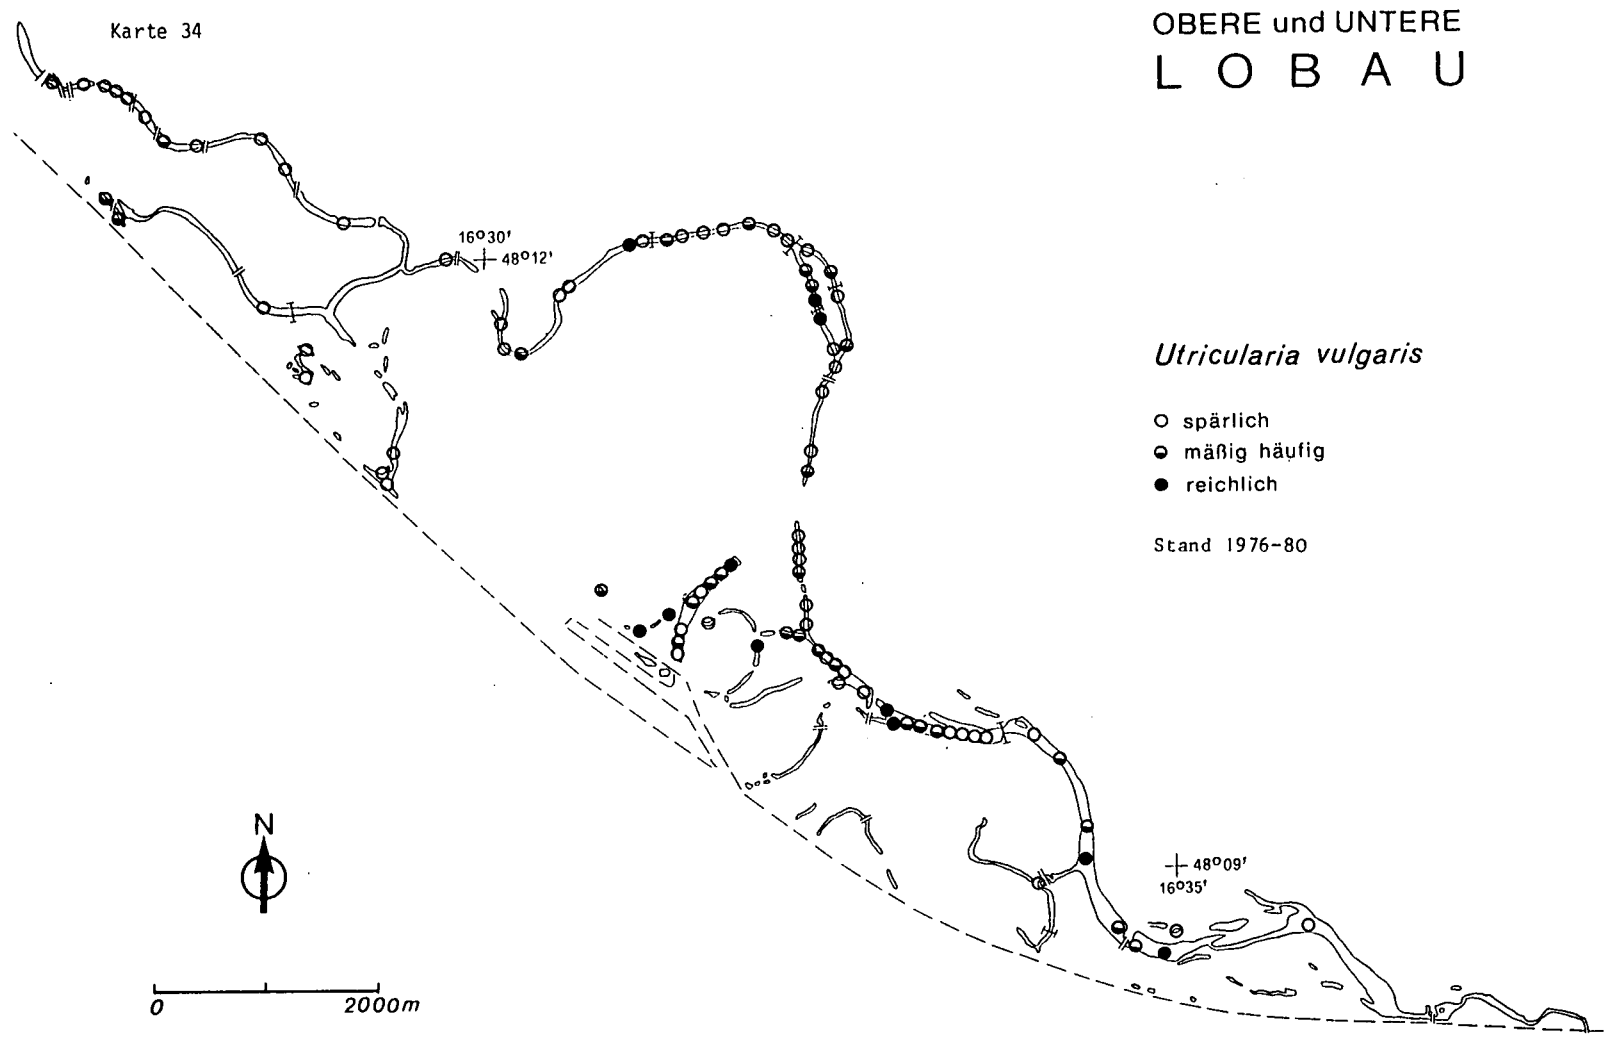 Karte 34
OBERE und UNTERE
LOBAU
16°30'
48°12'
Utricularia vulgaris
spärlich
mäßig häufig
reichlich
Stand 1976-80
N
48°09'
16°35'
0 2000m